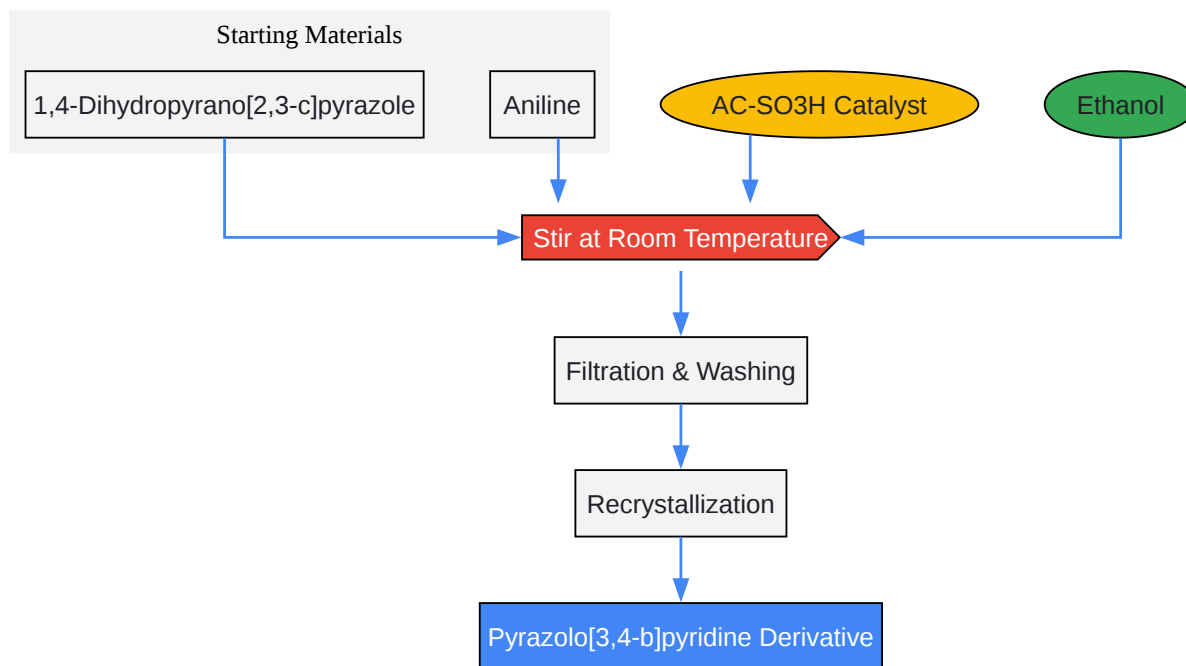 Starting Materials
1,4-Dihydropyrano[2,3-c]pyrazole
Aniline
AC-SO3H Catalyst
Ethanol
Stir at Room Temperature
Filtration & Washing
Recrystallization
Pyrazolo[3,4-b]pyridine Derivative